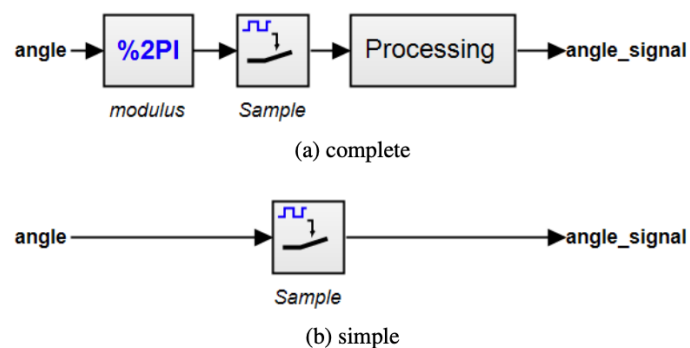 angle %2PI Processing angle_signal
modulus Sample
(a) complete
angle angle_signal
Sample
(b) simple